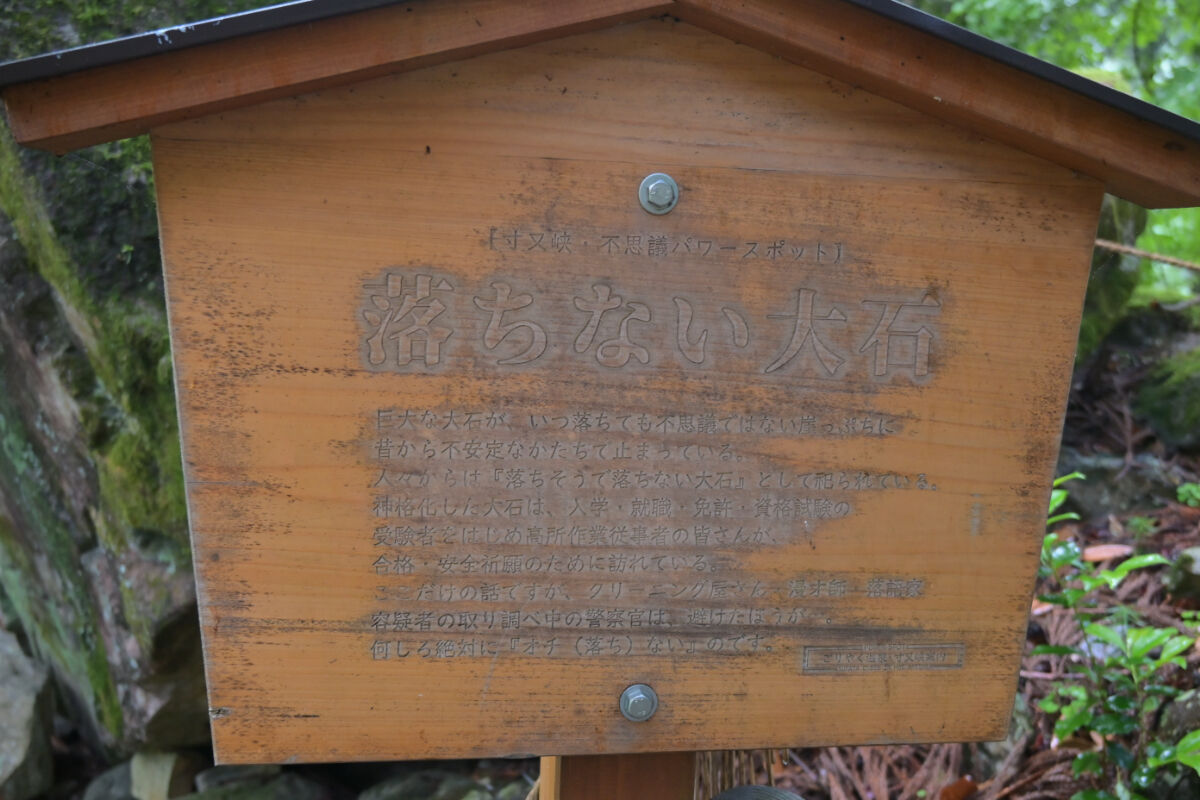 ［寸又峡・不思議パワースポット］
落ちない大石
巨大な大石が、いつ落ちても不思議ではない崖っぷちに
昔から不安定なかたちで止まっている。
人々からは『落ちそうで落ちない大石』として祀られている。
神格化した大石は、入学・就職・免許・資格試験の
受験者をはじめ高所作業従事者の皆さんが、
合格・安全祈願のために訪れている。
ここだけの話ですが、クリーニング屋さん・漫才師・落語家
容疑者の取り調べ中の警察官は、避けたほうが…。
何しろ絶対に『オチ（落ち）ない』のです。